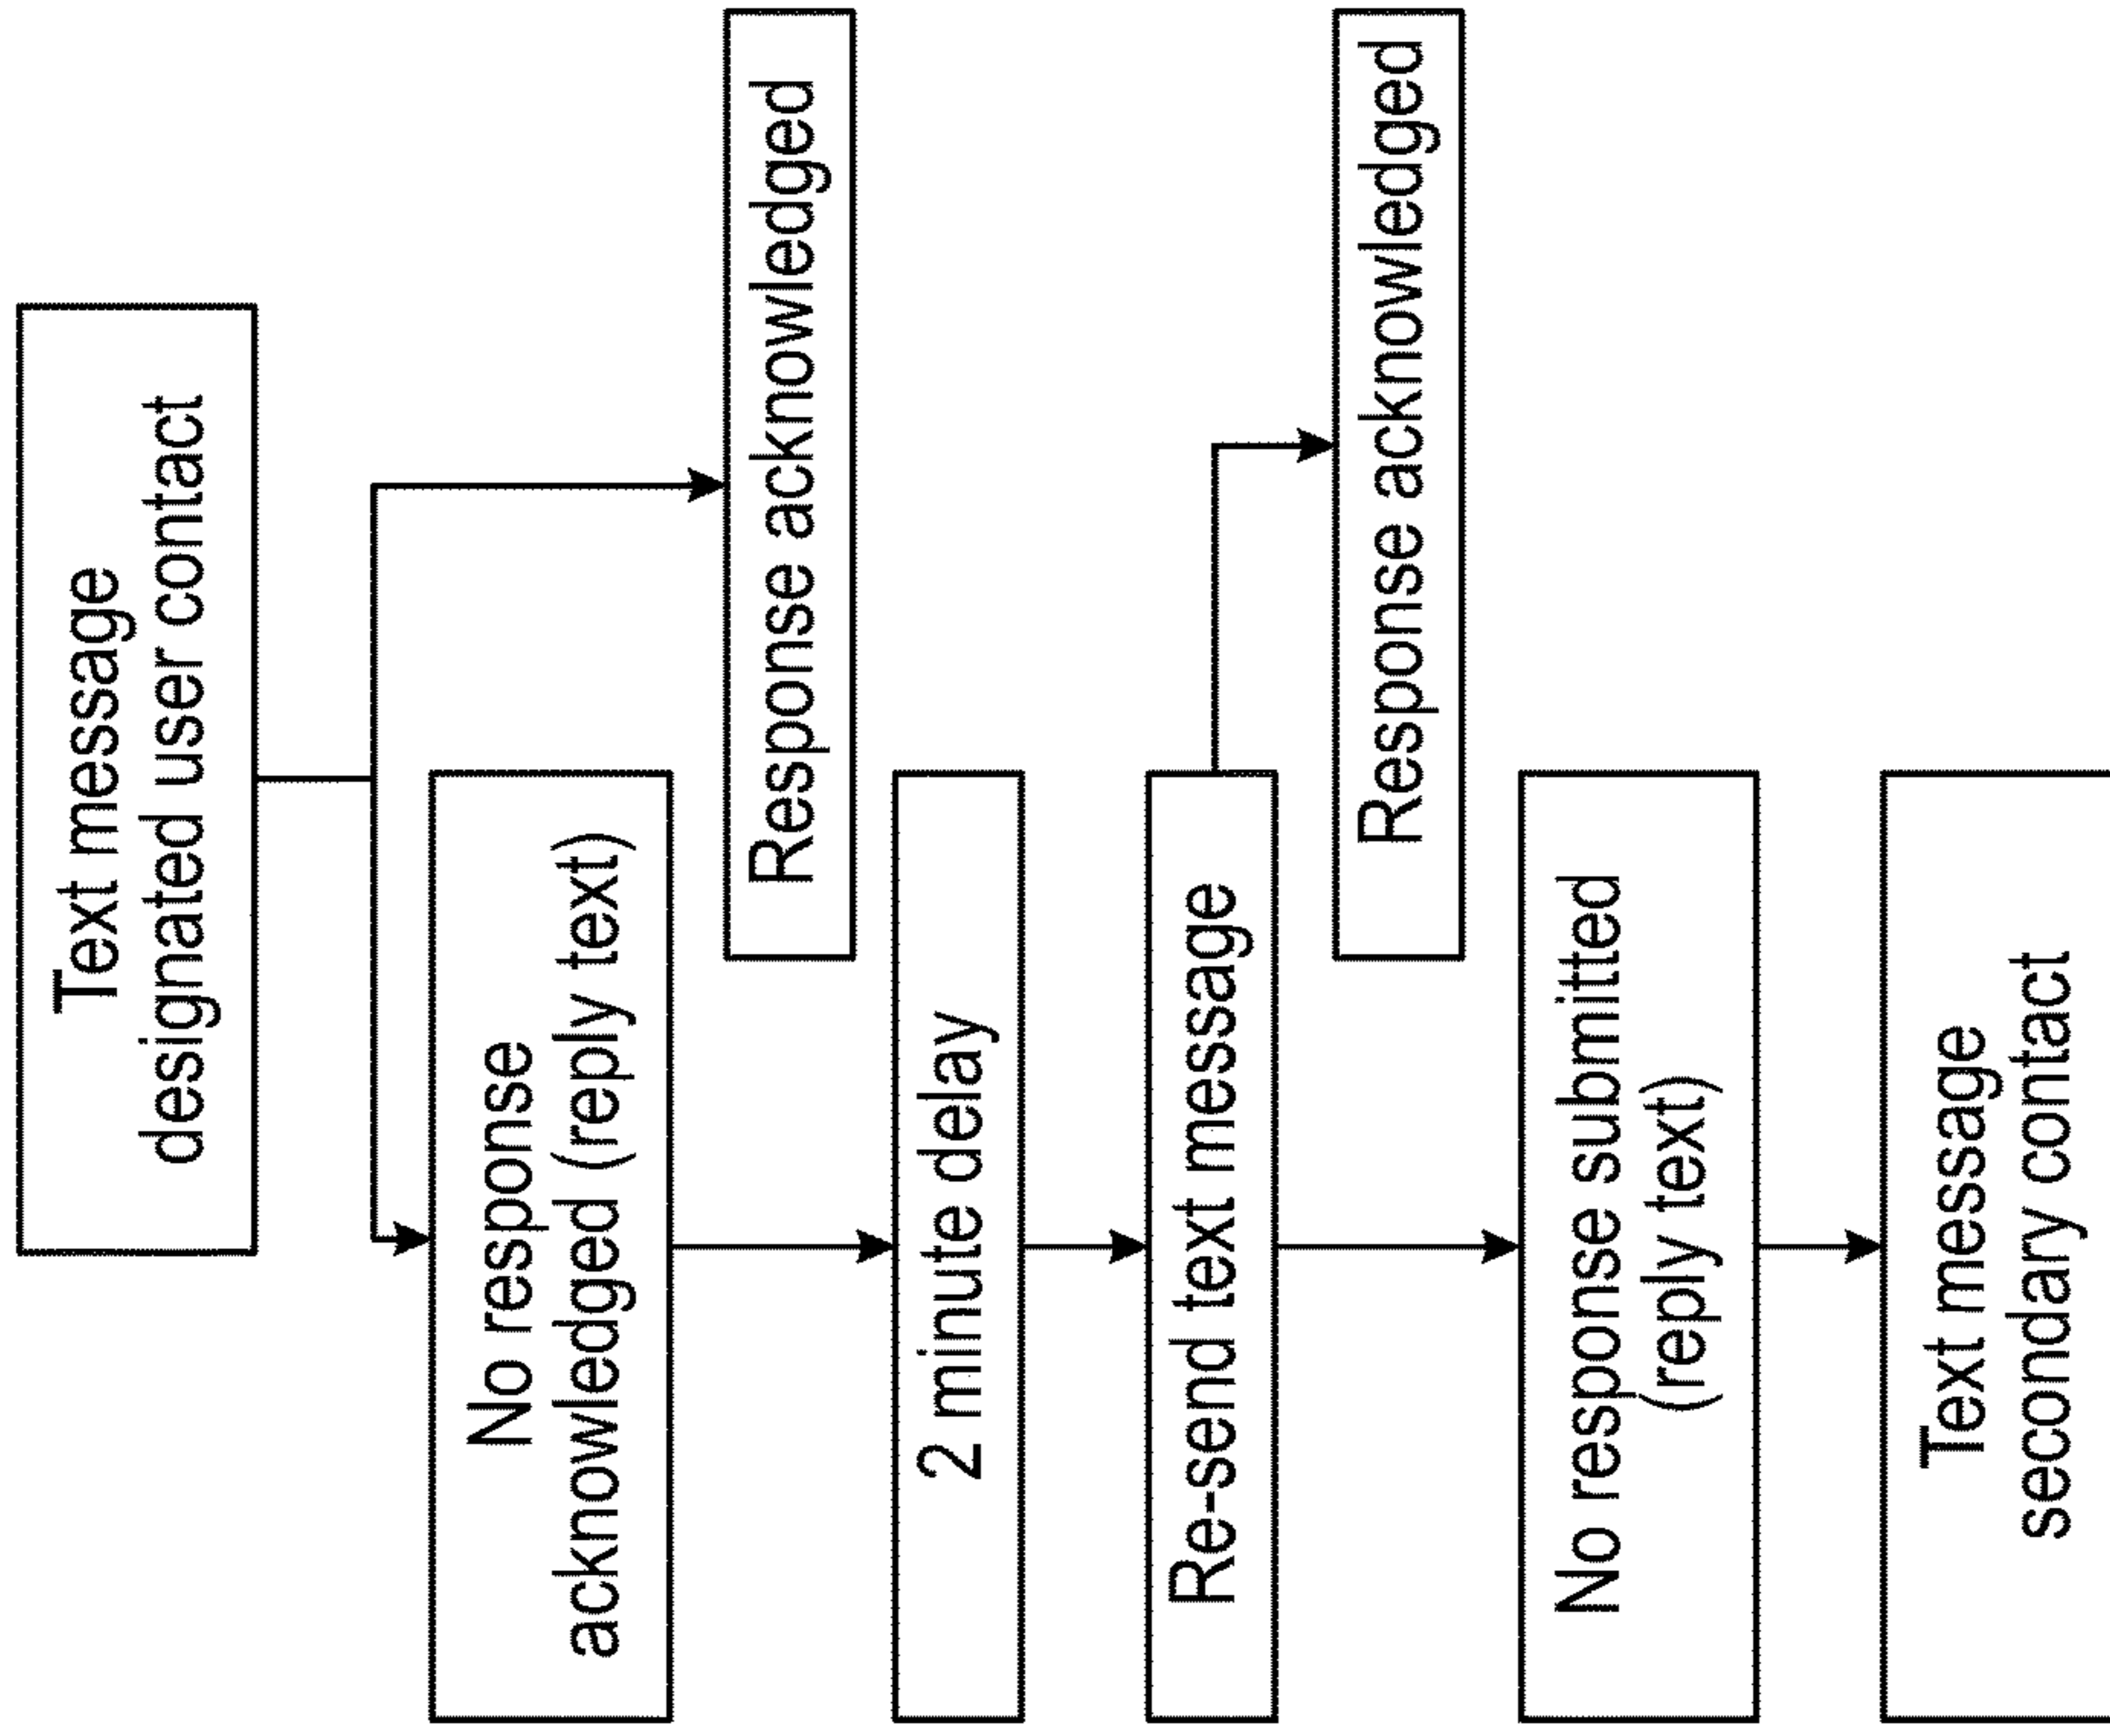 Text message
designated user contact
No response
acknowledged (reply text)
Response acknowledged
2 minute delay
Re-send text message
Response acknowledged
No response submitted
(reply text)
Text message
secondary contact